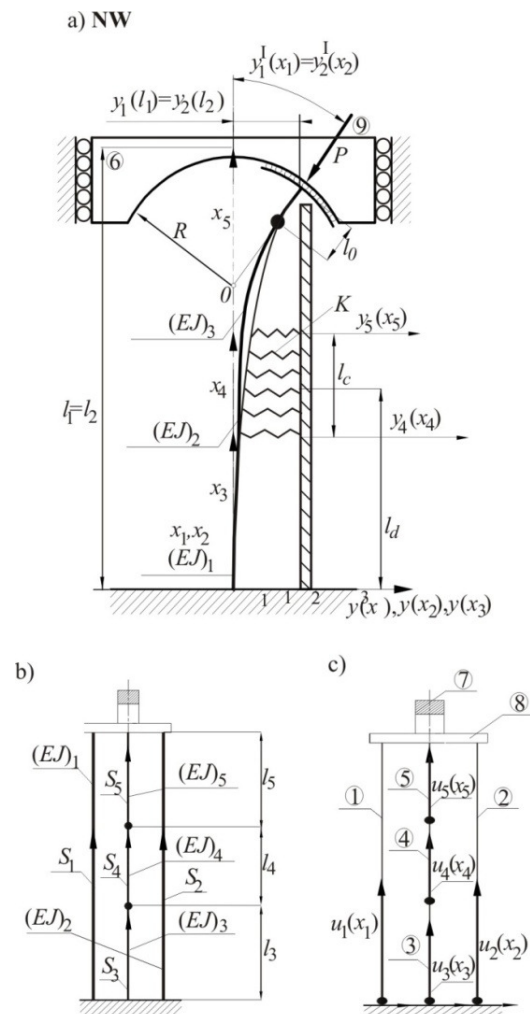 a) NW
y₁ᴵ(x₁)=y₂ᴵ(x₂)
y₁(l₁)=y₂(l₂)
⑨
⑥
P
x₅
R
l₀
0
K
y₅(x₅)
(EJ)₃
l_c
l₁=l₂
x₄
(EJ)₂
y₄(x₄)
x₃
l_d
x₁,x₂
(EJ)₁
1 1 2 3
y(x ),y(x₂),y(x₃)
b)
(EJ)₁
S₅
(EJ)₅
l₅
S₁
S₄
(EJ)₄
S₂
l₄
(EJ)₂
(EJ)₃
S₃
l₃
c)
⑦
⑧
①
⑤
u₅(x₅)
②
④
u₄(x₄)
u₁(x₁)
③
u₃(x₃)
u₂(x₂)